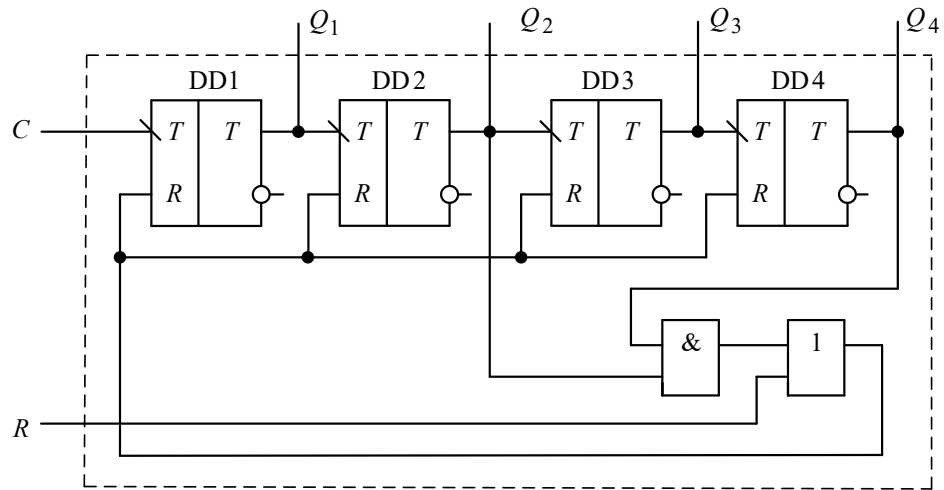 Q1 Q2 Q3 Q4
DD1 DD2 DD3 DD4
C T T T T T T T T
R R R R
& 1
R